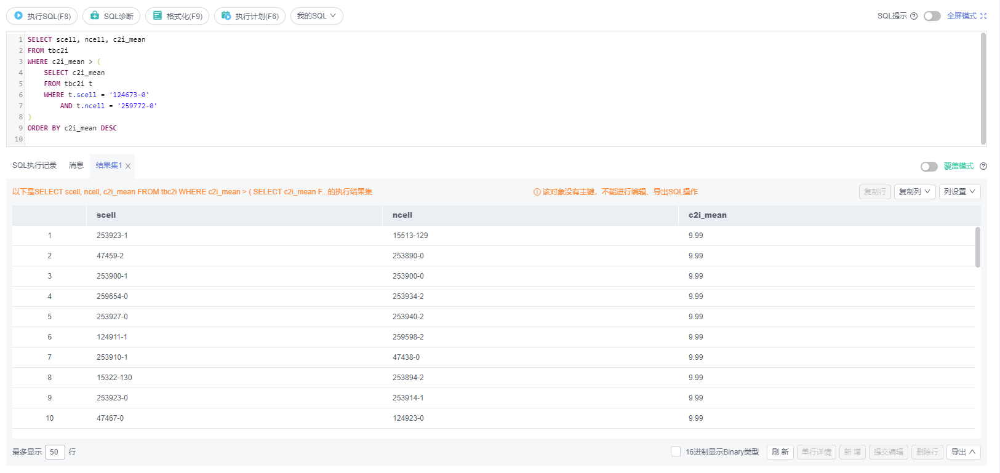 执行SQL(F8) SQL诊断 格式化(F9) 执行计划(F6) 我的SQL SQL提示 全屏模式
1 SELECT scell, ncell, c2i_mean
2 FROM tbc2i
3 WHERE c2i_mean > (
4 SELECT c2i_mean
5 FROM tbc2i t
6 WHERE t.scell = '124673-0'
7 AND t.ncell = '259772-0'
8 )
9 ORDER BY c2i_mean DESC
10
SQL执行记录 消息 结果集1 覆盖模式
以下是SELECT scell, ncell, c2i_mean FROM tbc2i WHERE c2i_mean > ( SELECT c2i_mean F...的执行结果集 该对象没有主键，不能进行编辑、导出SQL操作 复制行 复制列 列设置
scell ncell c2i_mean
1 253923-1 15513-129 9.99
2 47459-2 253890-0 9.99
3 253900-1 253900-0 9.99
4 259654-0 253934-2 9.99
5 253927-0 253940-2 9.99
6 124911-1 259598-2 9.99
7 253910-1 47438-0 9.99
8 15322-130 253894-2 9.99
9 253923-0 253914-1 9.99
10 47467-0 124923-0 9.99
最多显示 50 行 16进制显示Binary类型 刷 新 单行详情 新 增 提交编辑 删除行 导出